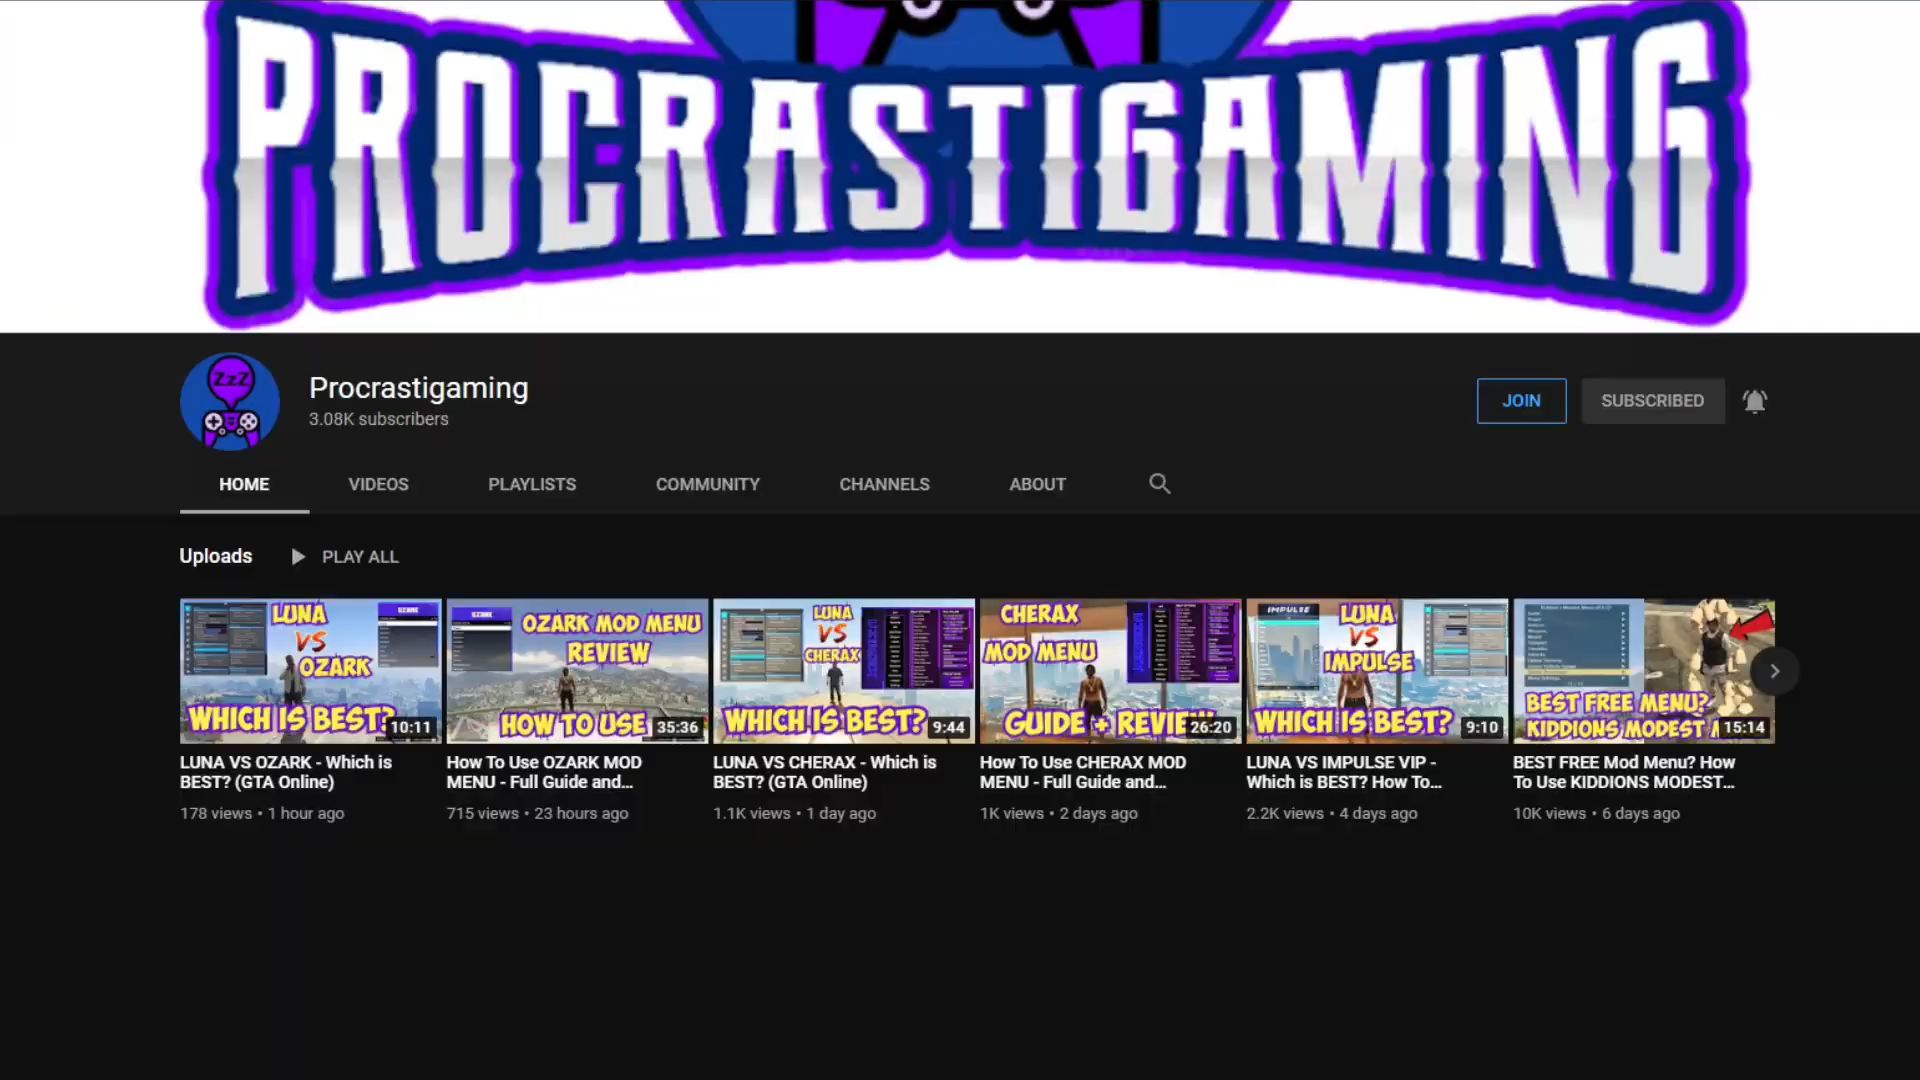 PROCRASTIGAMING
ZzZ
Procrastigaming
3.08K subscribers
JOIN
SUBSCRIBED
HOME
VIDEOS
PLAYLISTS
COMMUNITY
CHANNELS
ABOUT
Uploads
PLAY ALL
LUNA
VS
OZARK
WHICH IS BEST?
10:11
OZARK MOD MENU
REVIEW
HOW TO USE
35:36
LUNA
VS
CHERAX
WHICH IS BEST?
9:44
CHERAX
MOD MENU
GUIDE + REVIEW
26:20
IMPULSE
LUNA
VS
IMPULSE
WHICH IS BEST?
9:10
BEST FREE MENU?
KIDDIONS MODEST
15:14
LUNA VS OZARK - Which is
BEST? (GTA Online)
178 views • 1 hour ago
How To Use OZARK MOD
MENU - Full Guide and...
715 views • 23 hours ago
LUNA VS CHERAX - Which is
BEST? (GTA Online)
1.1K views • 1 day ago
How To Use CHERAX MOD
MENU - Full Guide and...
1K views • 2 days ago
LUNA VS IMPULSE VIP -
Which is BEST? How To...
2.2K views • 4 days ago
BEST FREE Mod Menu? How
To Use KIDDIONS MODEST...
10K views • 6 days ago